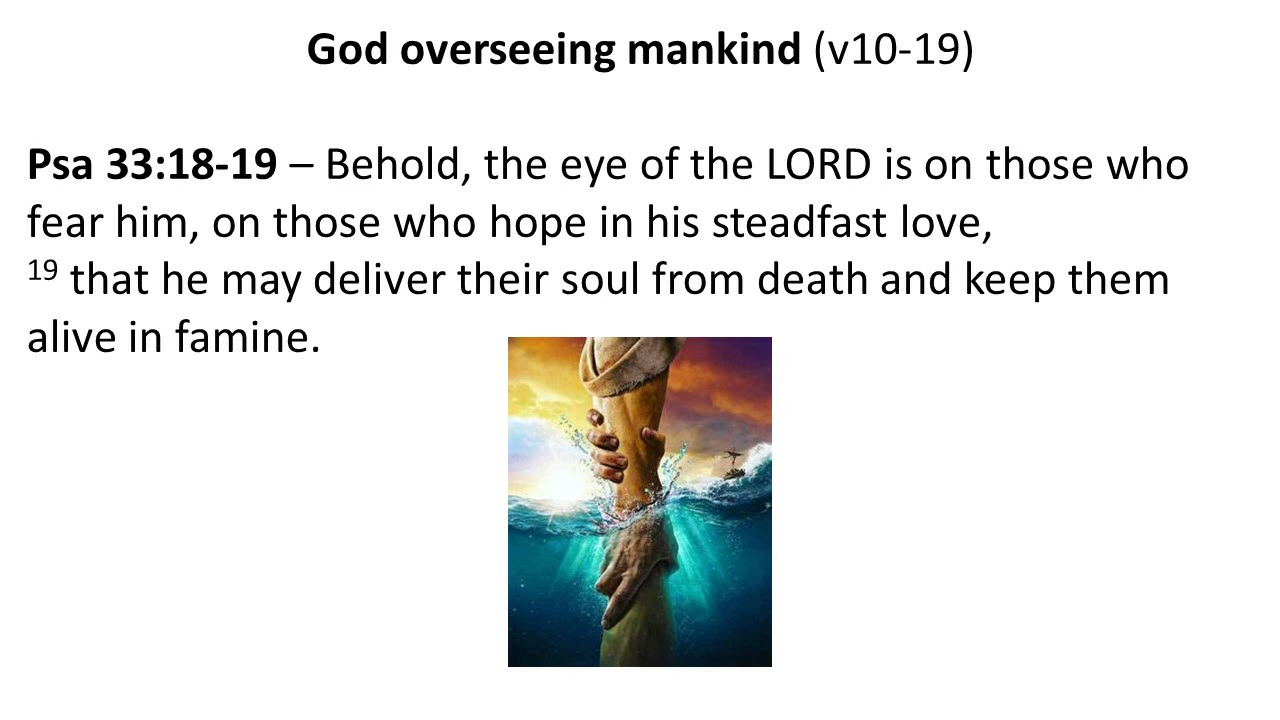 God overseeing mankind (v10-19)
Psa 33:18-19 – Behold, the eye of the LORD is on those who
fear him, on those who hope in his steadfast love,
19 that he may deliver their soul from death and keep them
alive in famine.